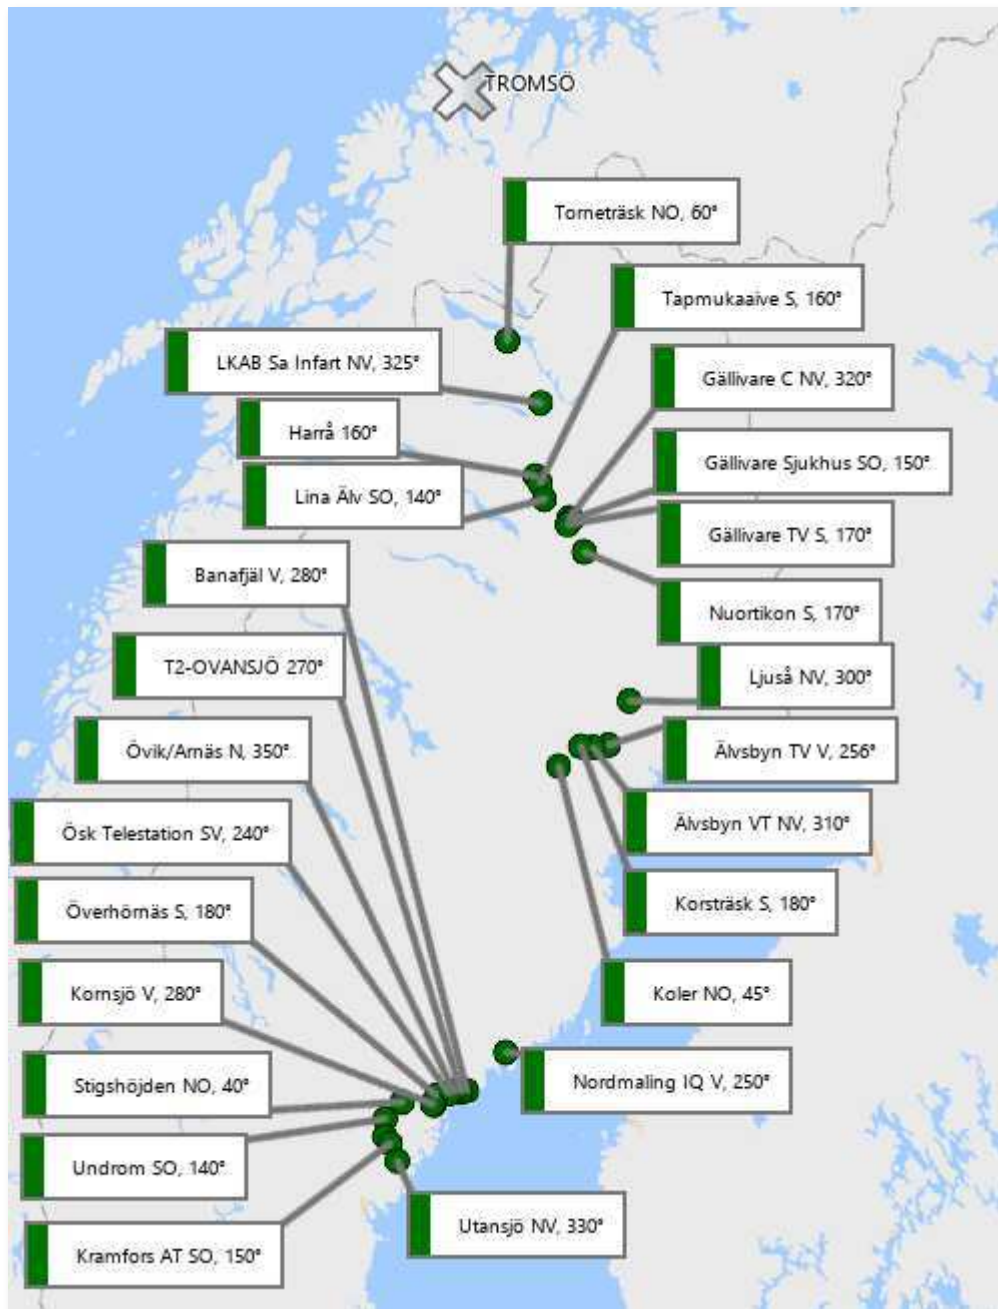 TROMSÖ
Torneträsk NO, 60°
Tapmukaaive S, 160°
LKAB Sa Infart NV, 325°
Gällivare C NV, 320°
Harrå 160°
Gällivare Sjukhus SO, 150°
Lina Älv SO, 140°
Gällivare TV S, 170°
Banafjäl V, 280°
Nuortikon S, 170°
T2-OVANSJÖ 270°
Ljuså NV, 300°
Övik/Arnäs N, 350°
Älvsbyn TV V, 256°
Ösk Telestation SV, 240°
Älvsbyn VT NV, 310°
Överhörnäs S, 180°
Korsträsk S, 180°
Kornsjö V, 280°
Koler NO, 45°
Stigshöjden NO, 40°
Nordmaling IQ V, 250°
Undrom SO, 140°
Utansjö NV, 330°
Kramfors AT SO, 150°